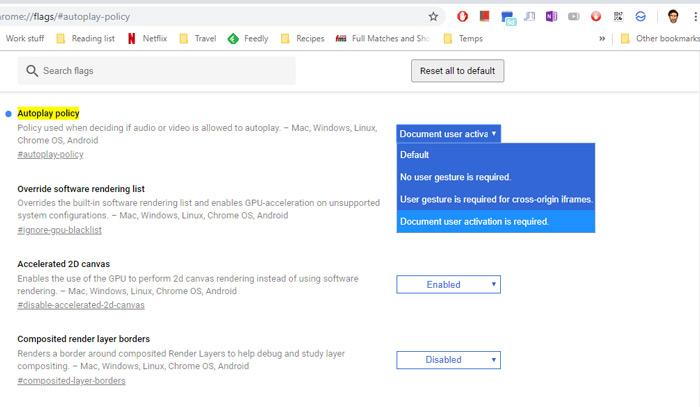 rome://flags/#autoplay-policy
Work stuff Reading list Netflix Travel Feedly Recipes Full Matches and Sho Temps » Other bookmarks
Search flags
Reset all to default
Autoplay policy
Policy used when deciding if audio or video is allowed to autoplay. – Mac, Windows, Linux,
Chrome OS, Android
#autoplay-policy
Document user activa
Default
No user gesture is required.
User gesture is required for cross-origin iframes.
Document user activation is required.
Override software rendering list
Overrides the built-in software rendering list and enables GPU-acceleration on unsupported
system configurations. – Mac, Windows, Linux, Chrome OS, Android
#ignore-gpu-blacklist
Accelerated 2D canvas
Enables the use of the GPU to perform 2d canvas rendering instead of using software
rendering. – Mac, Windows, Linux, Chrome OS, Android
#disable-accelerated-2d-canvas
Enabled
Composited render layer borders
Renders a border around composited Render Layers to help debug and study layer
compositing. – Mac, Windows, Linux, Chrome OS, Android
#composited-layer-borders
Disabled